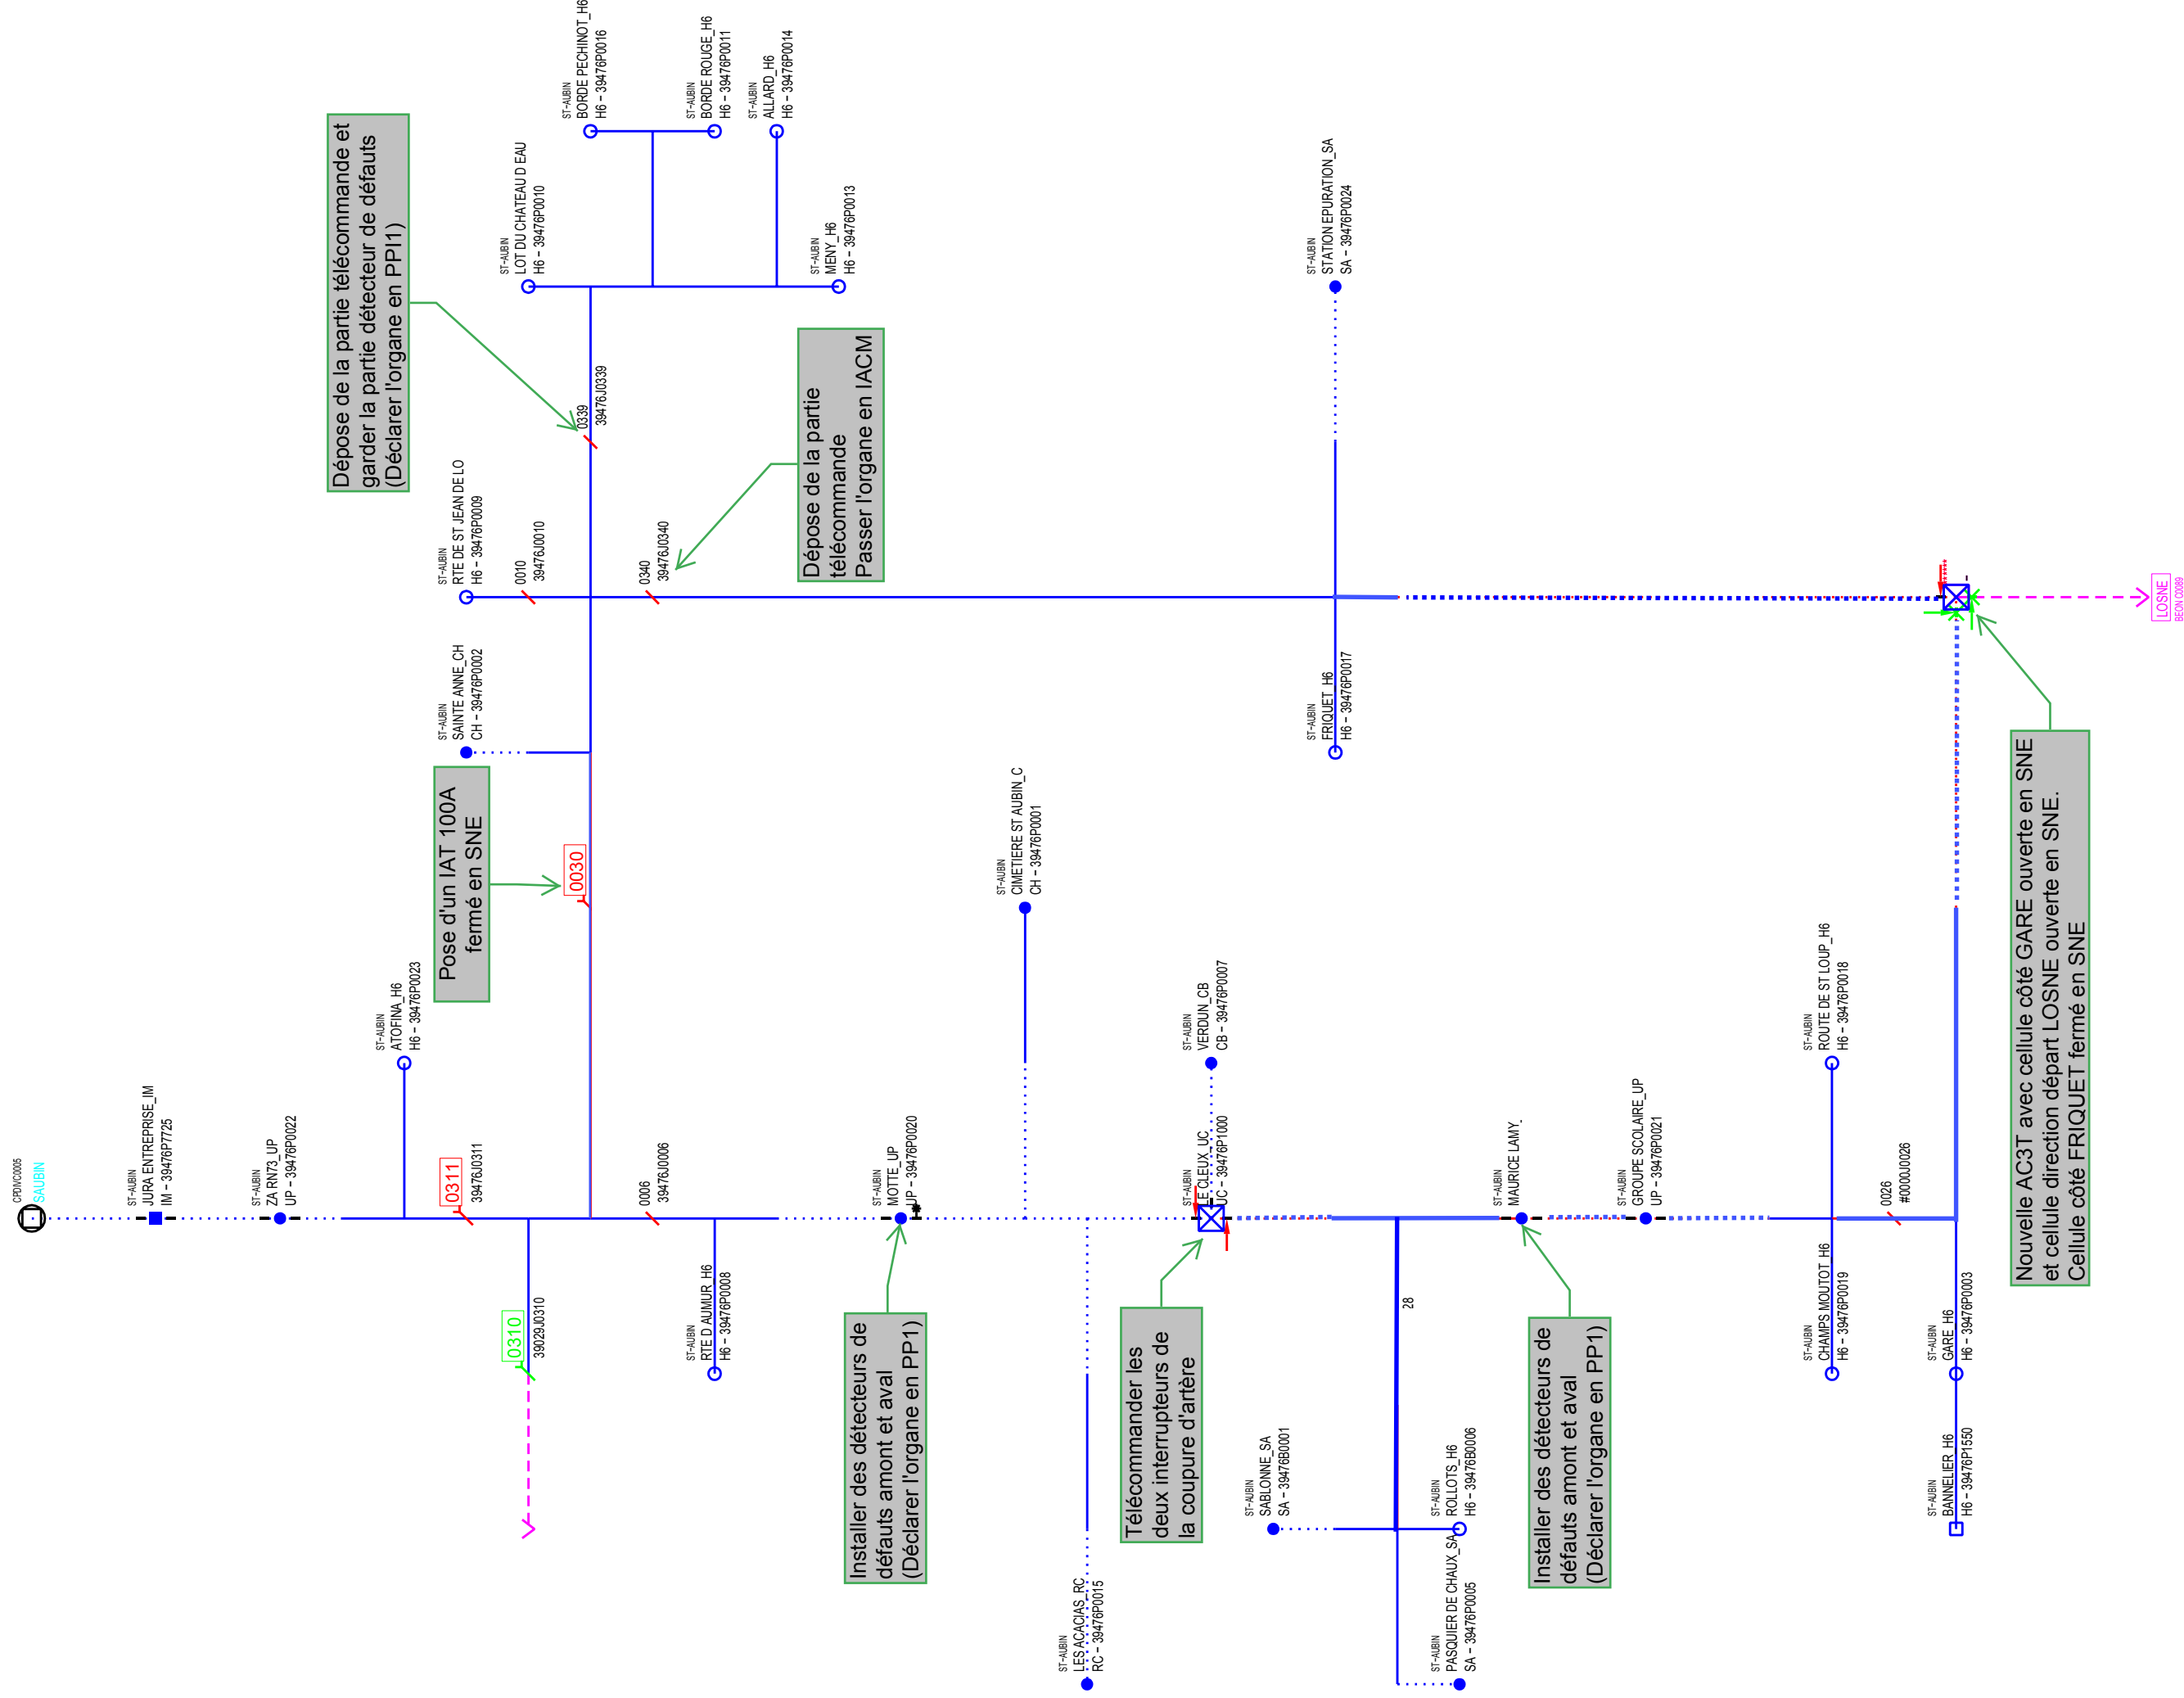 CPDIVC0005
SAUBIN
ST-AUBIN
JURA ENTREPRISE_IM
IM - 39476P7725
ST-AUBIN
ZA RN73_UP
UP - 39476P0022
ST-AUBIN
ATOFINA_H6
H6 - 39476P0023
0311
39476J0311
0310
39029J0310
0006
39476J0006
ST-AUBIN
RTE D AUMUR_H6
H6 - 39476P0008
ST-AUBIN
MOTTE_UP
UP - 39476P0020
Installer des détecteurs de
défauts amont et aval
(Déclarer l'organe en PP1)
Pose d'un IAT 100A
fermé en SNE
0030
ST-AUBIN
SAINTE ANNE_CH
CH - 39476P0002
ST-AUBIN
RTE DE ST JEAN DE LO
H6 - 39476P0009
0010
39476J0010
0340
39476J0340
0339
39476J0339
Dépose de la partie télécommande et
garder la partie détecteur de défauts
(Déclarer l'organe en PPI1)
Dépose de la partie
télécommande
Passer l'organe en IACM
ST-AUBIN
LOT DU CHATEAU D EAU
H6 - 39476P0010
ST-AUBIN
BORDE PECHINOT_H6
H6 - 39476P0016
ST-AUBIN
BORDE ROUGE_H6
H6 - 39476P0011
ST-AUBIN
ALLARD_H6
H6 - 39476P0014
ST-AUBIN
MENY_H6
H6 - 39476P0013
ST-AUBIN
CIMETIERE ST AUBIN_C
CH - 39476P0001
ST-AUBIN
LES ACACIAS_RC
RC - 39476P0015
ST-AUBIN
VERDUN_CB
CB - 39476P0007
ST-AUBIN
LE CLEUX_UC
UC - 39476P1000
Télécommander les
deux interrupteurs de
la coupure d'artère
ST-AUBIN
SABLONNE_SA
SA - 39476B0001
28
ST-AUBIN
ROLLOTS_H6
H6 - 39476B0006
ST-AUBIN
PASQUIER DE CHAUX_SA
SA - 39476P0005
ST-AUBIN
MAURICE LAMY_
Installer des détecteurs de
défauts amont et aval
(Déclarer l'organe en PP1)
ST-AUBIN
GROUPE SCOLAIRE_UP
UP - 39476P0021
ST-AUBIN
STATION EPURATION_SA
SA - 39476P0024
ST-AUBIN
FRIQUET_H6
H6 - 39476P0017
ST-AUBIN
ROUTE DE ST LOUP_H6
H6 - 39476P0018
ST-AUBIN
CHAMPS MOUTOT_H6
H6 - 39476P0019
0026
#0000J0026
ST-AUBIN
GARE_H6
H6 - 39476P0003
ST-AUBIN
BANNELIER_H6
H6 - 39476P1550
Nouvelle AC3T avec cellule côté GARE ouverte en SNE
et cellule direction départ LOSNE ouverte en SNE.
Cellule côté FRIQUET fermé en SNE
LOSNE
BEON C0089